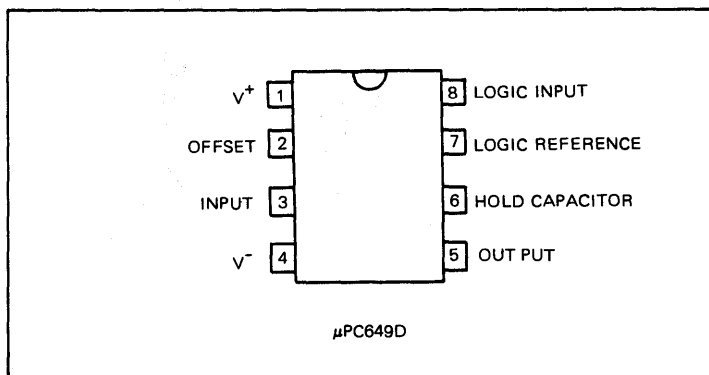 V+ 1
8 LOGIC INPUT
OFFSET 2
7 LOGIC REFERENCE
INPUT 3
6 HOLD CAPACITOR
V- 4
5 OUT PUT
μPC649D